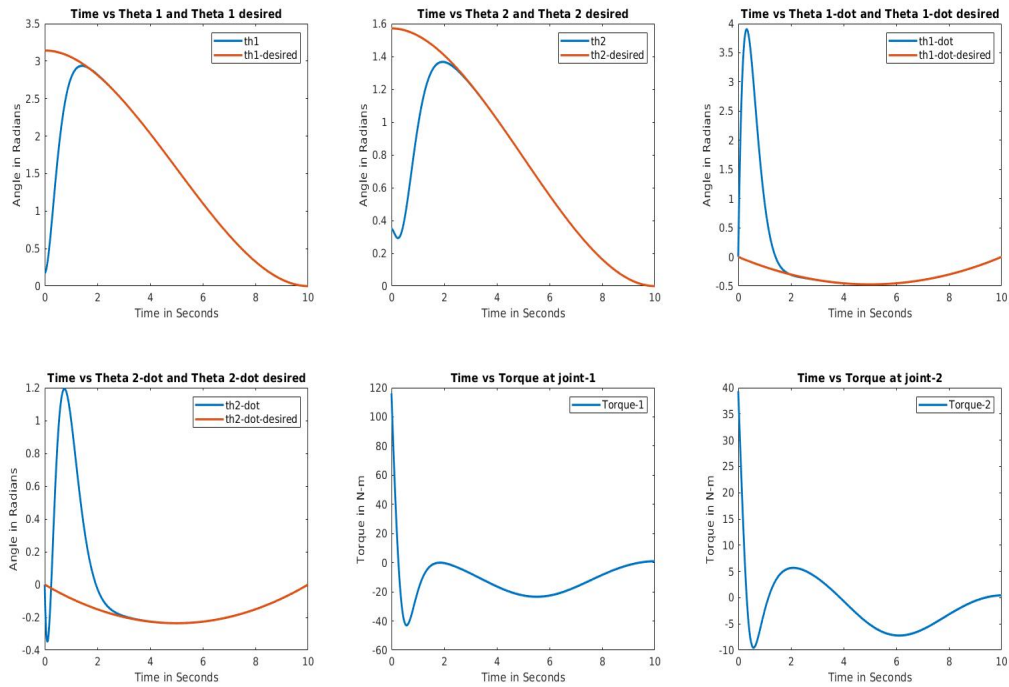 Time vs Theta 1 and Theta 1 desired
3.5
3
2.5
2
1.5
1
0.5
0
Angle in Radians
th1
th1-desired
0 2 4 6 8 10
Time in Seconds
Time vs Theta 2 and Theta 2 desired
1.6
1.4
1.2
1
0.8
0.6
0.4
0.2
0
Angle in Radians
th2
th2-desired
0 2 4 6 8 10
Time in Seconds
Time vs Theta 1-dot and Theta 1-dot desired
4
3.5
3
2.5
2
1.5
1
0.5
0
-0.5
Angle in Radians
th1-dot
th1-dot-desired
0 2 4 6 8 10
Time in Seconds
Time vs Theta 2-dot and Theta 2-dot desired
1.2
1
0.8
0.6
0.4
0.2
0
-0.2
-0.4
Angle in Radians
th2-dot
th2-dot-desired
0 2 4 6 8 10
Time in Seconds
Time vs Torque at joint-1
120
100
80
60
40
20
0
-20
-40
-60
Torque in N-m
Torque-1
0 2 4 6 8 10
Time in Seconds
Time vs Torque at joint-2
40
35
30
25
20
15
10
5
0
-5
-10
Torque in N-m
Torque-2
0 2 4 6 8 10
Time in Seconds